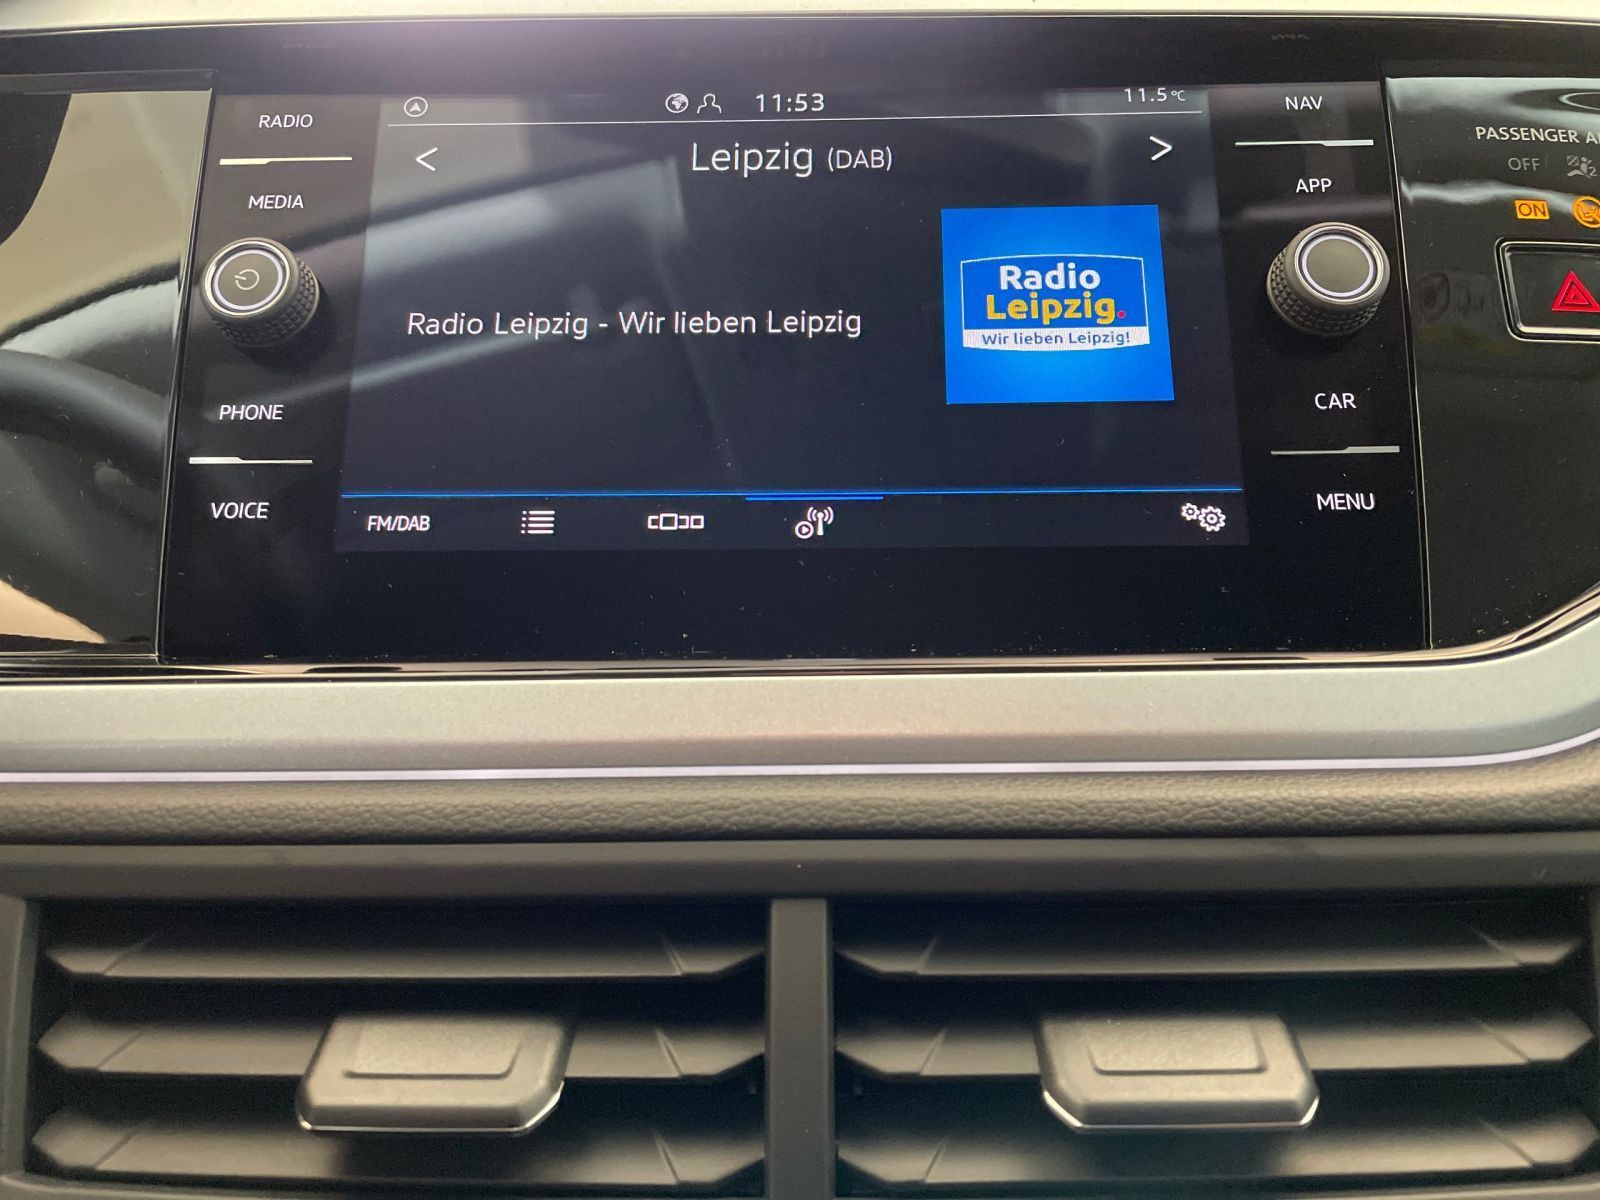 RADIO
MEDIA
PHONE
VOICE
11:53
11.5°C
< Leipzig (DAB) >
Radio Leipzig - Wir lieben Leipzig
Radio
Leipzig.
Wir lieben Leipzig!
FM/DAB
NAV
APP
CAR
MENU
PASSENGER
OFF
2
ON